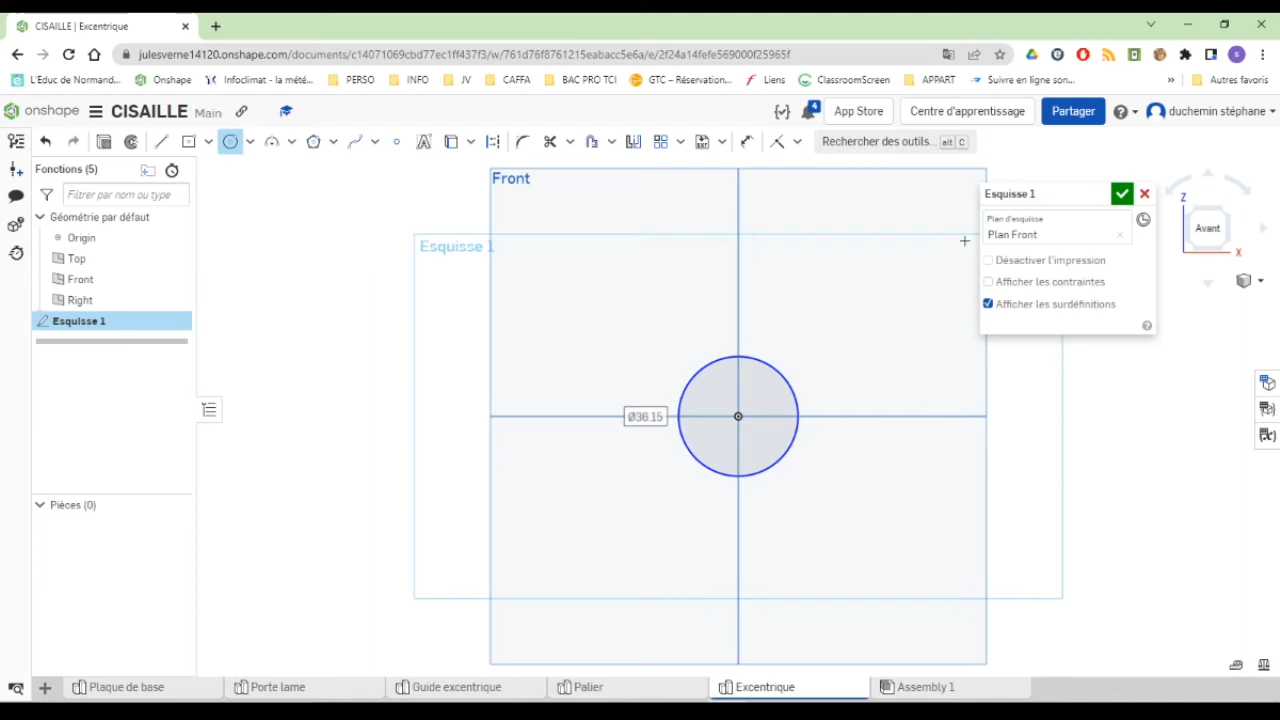 CISAILLE | Excentrique
julesverne14120.onshape.com/documents/c14071069cbd77ec1ff437f3/w/761d76f8761215eabacc5e6a/e/2f24a14fefe569000f25965f
S
L'Educ de Normand...
Onshape
Infoclimat - la mété...
PERSO
INFO
JV
CAFFA
BAC PRO TCI
GTC – Réservation...
Liens
ClassroomScreen
APPART
Suivre en ligne son...
»
Autres favoris
onshape
CISAILLE Main
4
App Store
Centre d'apprentissage
Partager
duchemin stéphane
Rechercher des outils... alt C
Fonctions (5)
Filtrer par nom ou type
Géométrie par défaut
Origin
Top
Front
Right
Esquisse 1
Pièces (0)
Front
Esquisse 1
Ø36.15
Esquisse 1
Plan d'esquisse
Plan Front
Désactiver l'impression
Afficher les contraintes
Afficher les surdéfinitions
Z
Avant
X
Plaque de base
Porte lame
Guide excentrique
Palier
Excentrique
Assembly 1